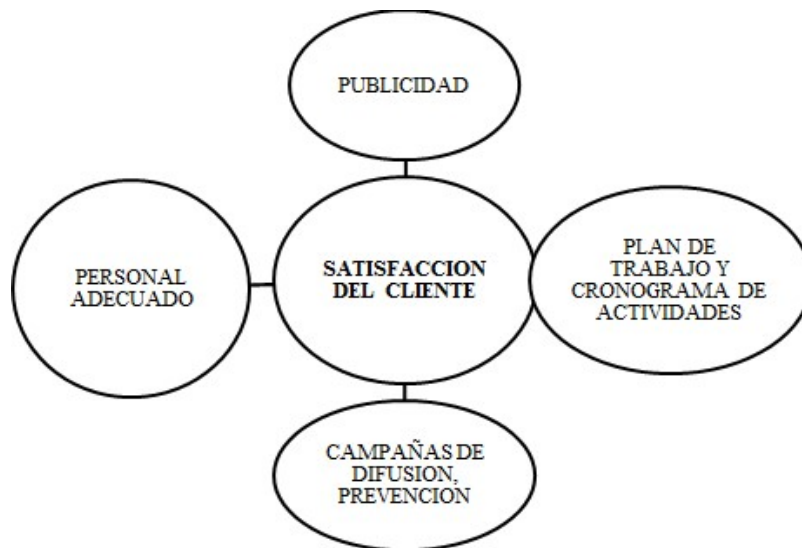 PUBLICIDAD
PERSONAL
ADECUADO
SATISFACCION
DEL CLIENTE
PLAN DE
TRABAJO Y
CRONOGRAMA DE
ACTIVIDADES
CAMPAÑAS DE
DIFUSION,
PREVENCION